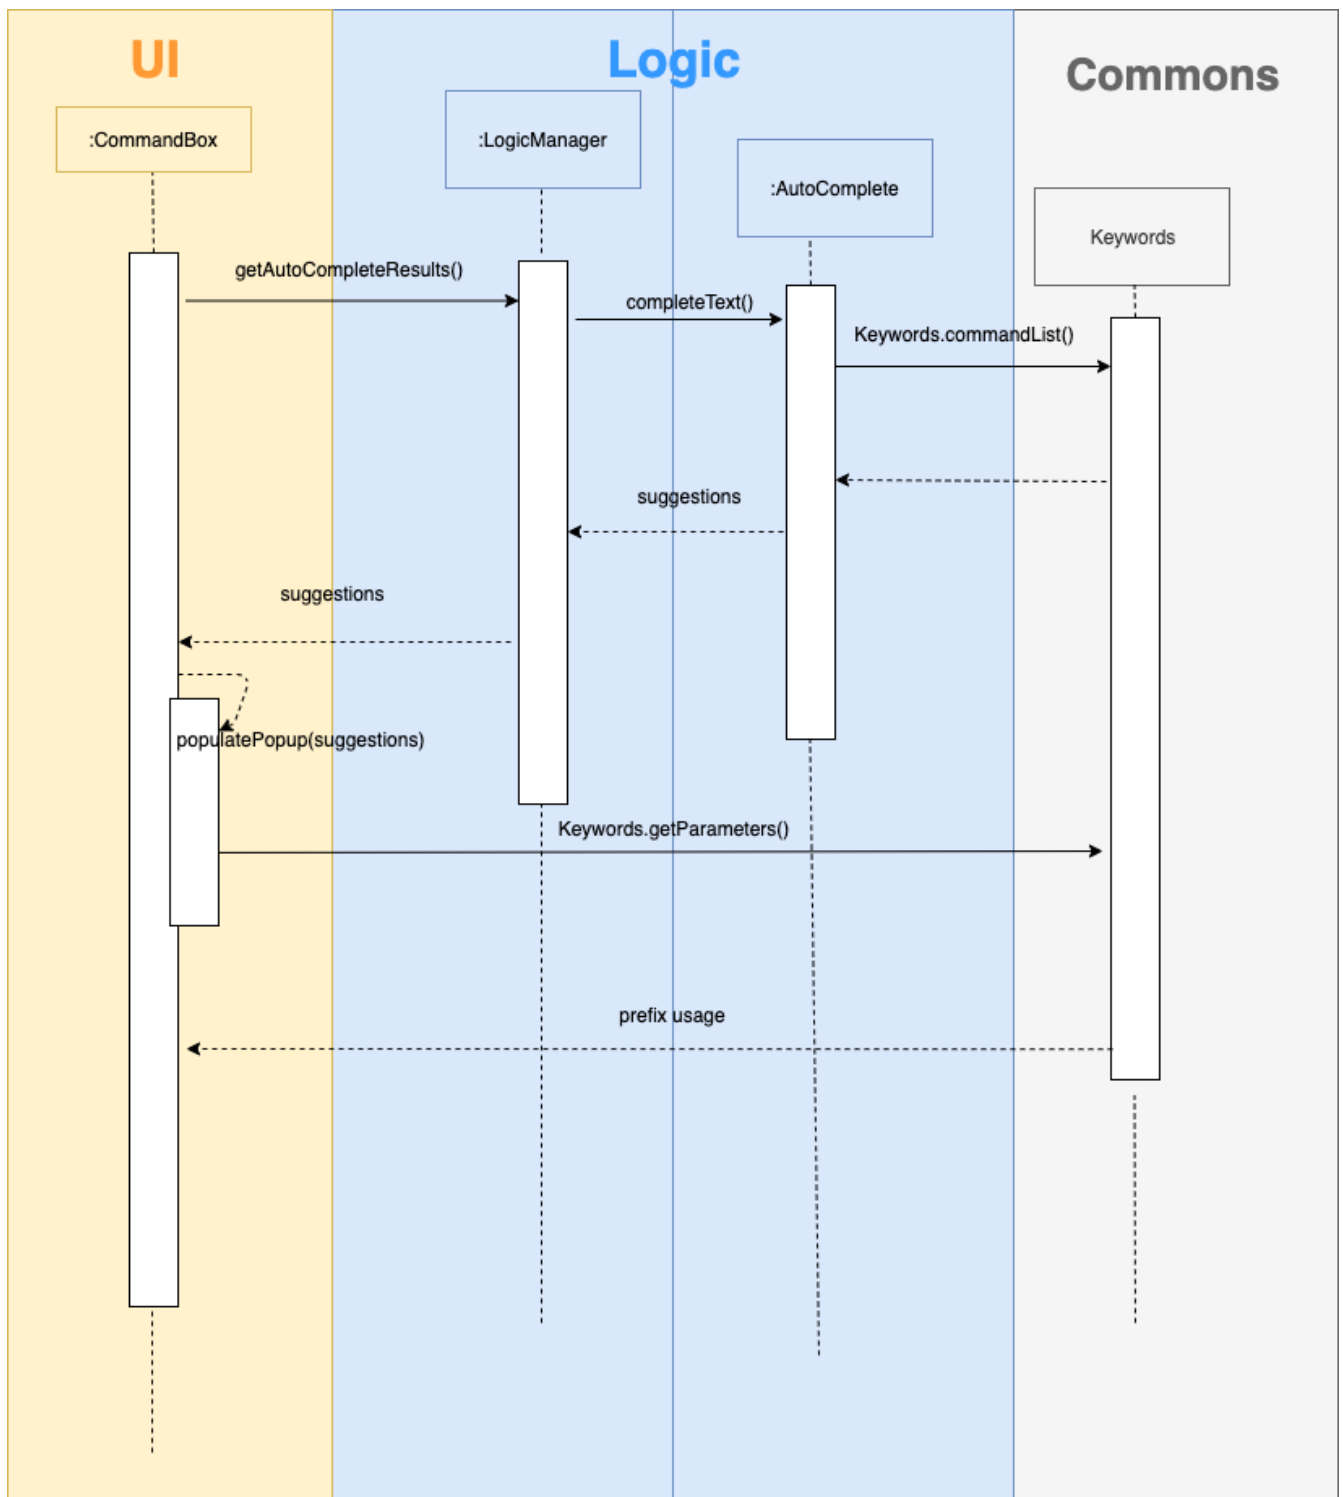 UI
Logic
Commons
:CommandBox
:LogicManager
:AutoComplete
Keywords
getAutoCompleteResults()
completeText()
Keywords.commandList()
suggestions
suggestions
populatePopup(suggestions)
Keywords.getParameters()
prefix usage